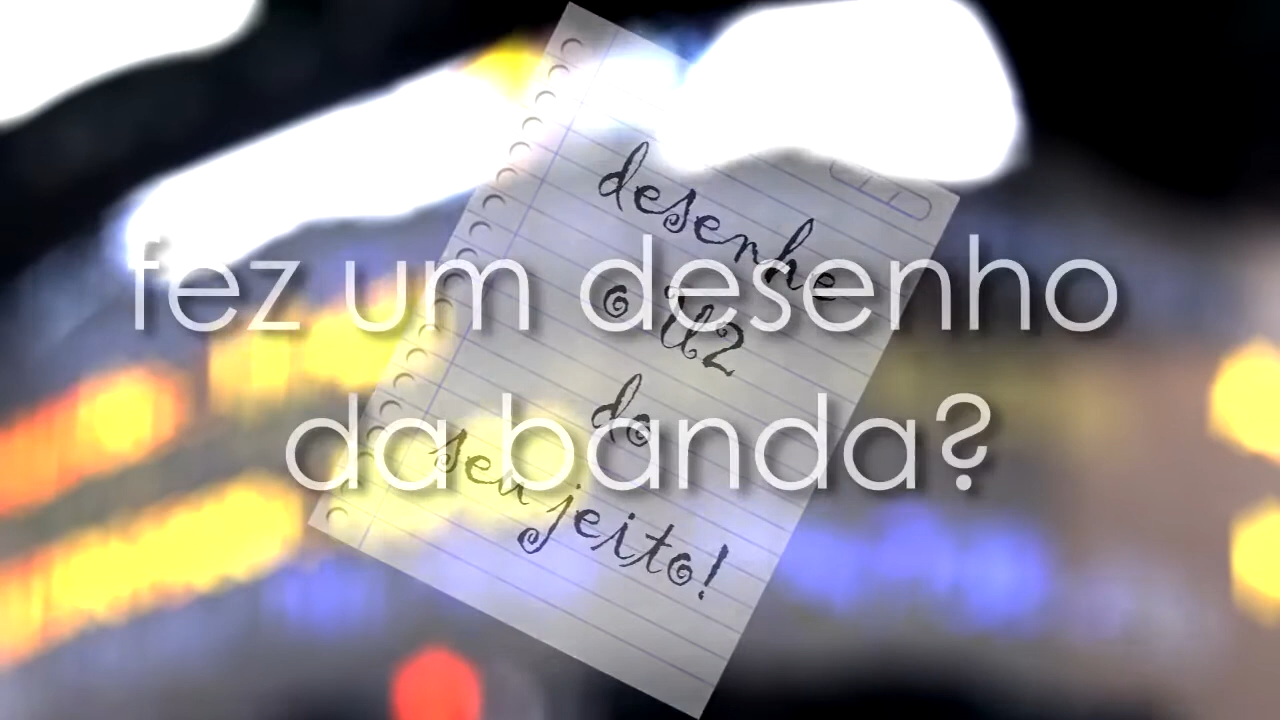 desenhe
o U2
do
seu jeito!
fez um desenho
da banda?